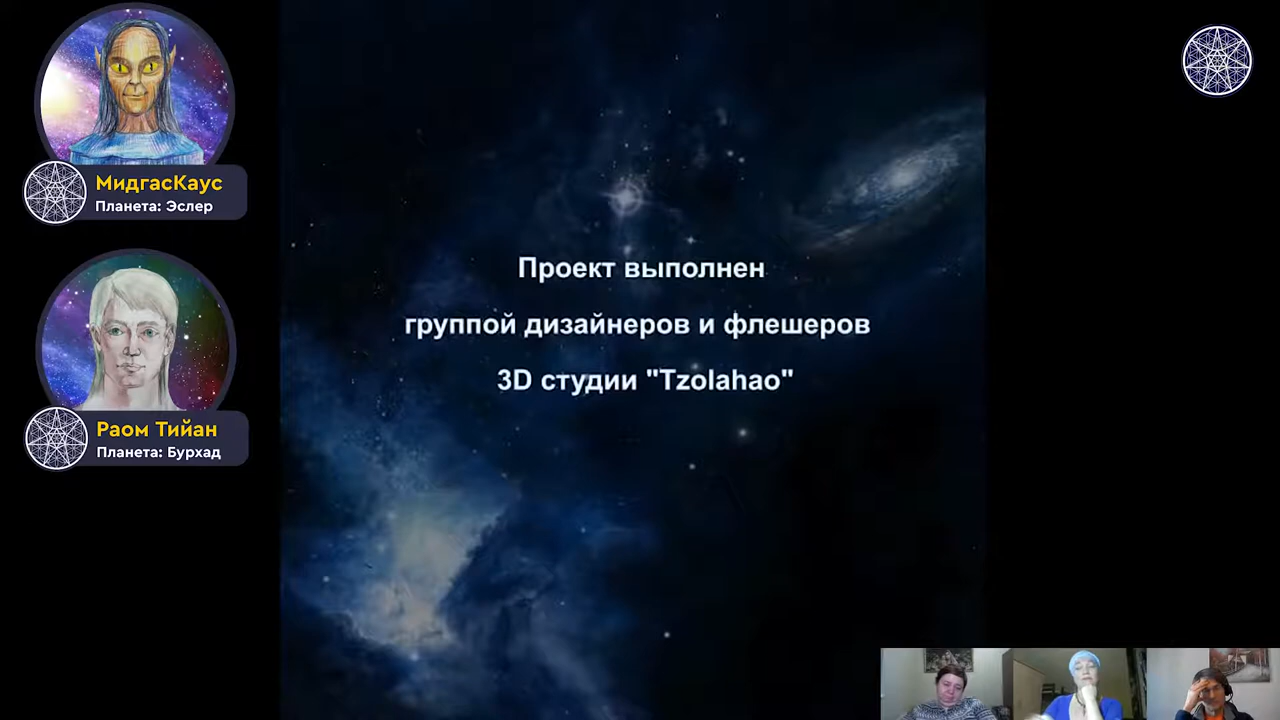 МидгасКаус
Планета: Эслер
Раом Тийан
Планета: Бурхад
Проект выполнен
группой дизайнеров и флешеров
3D студии "Tzolahao"